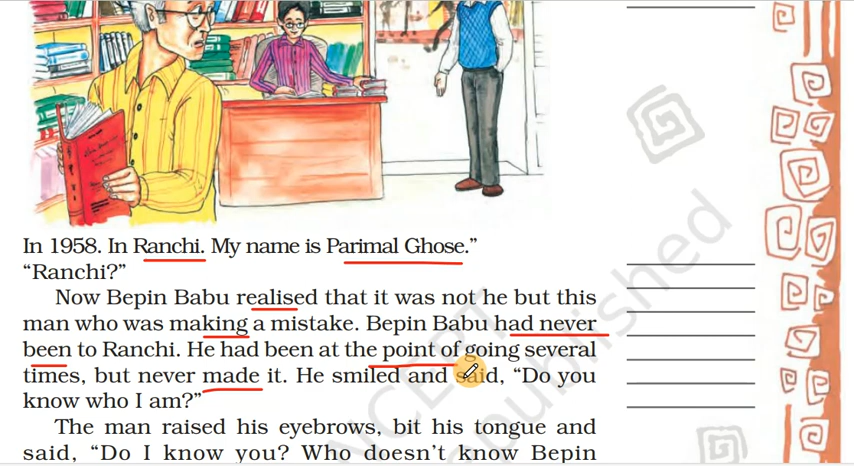 In 1958. In Ranchi. My name is Parimal Ghose.”
“Ranchi?”
Now Bepin Babu realised that it was not he but this
man who was making a mistake. Bepin Babu had never
been to Ranchi. He had been at the point of going several
times, but never made it. He smiled and said, “Do you
know who I am?”
The man raised his eyebrows, bit his tongue and
said, “Do I know you? Who doesn’t know Bepin